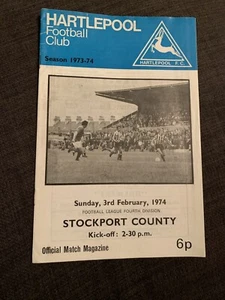 HARTLEPOOL
Football
Club
Season 1973-74
HARTLEPOOL F.C.
Sunday, 3rd February, 1974
FOOTBALL LEAGUE FOURTH DIVISION
STOCKPORT COUNTY
Kick-off : 2-30 p.m.
Official Match Magazine
6p